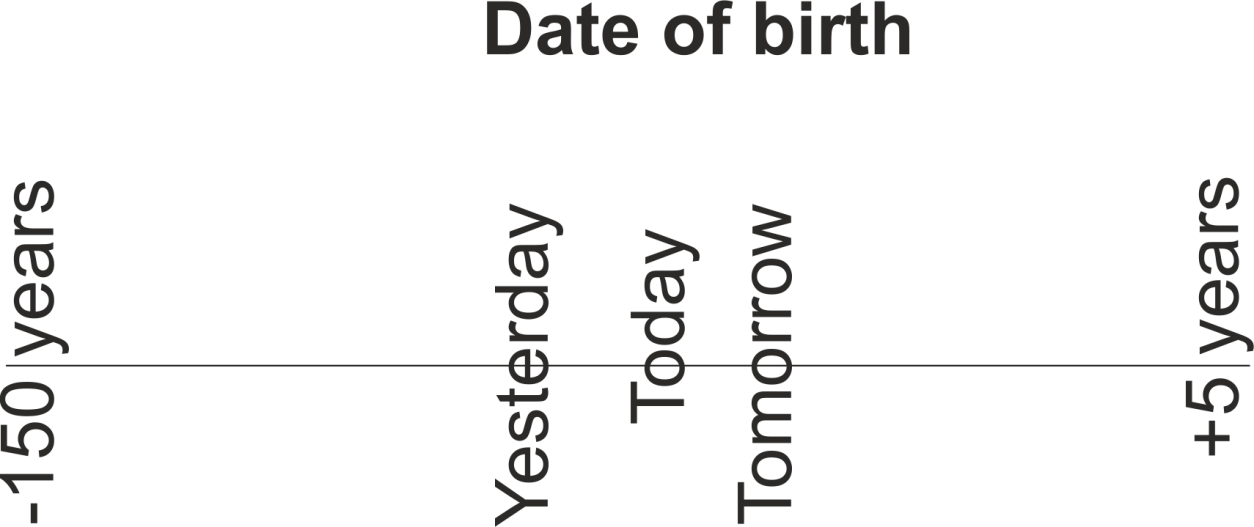 Date of birth
-150 years
Yesterday
Today
Tomorrow
+5 years